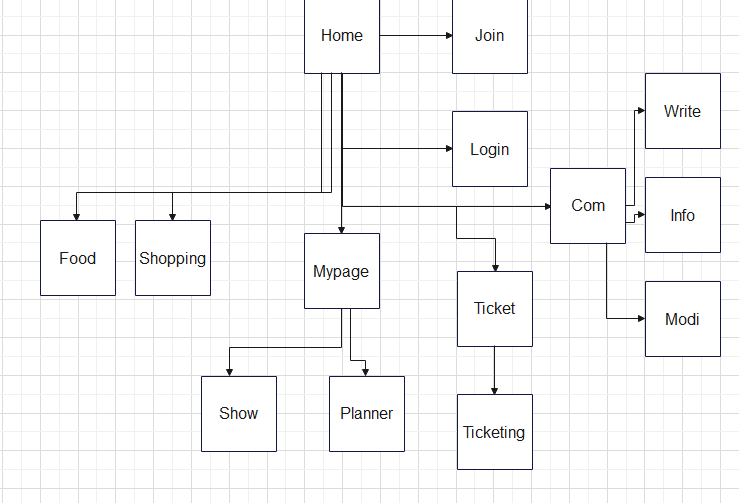 Home
Join
Write
Login
Com
Info
Food
Shopping
Mypage
Ticket
Modi
Show
Planner
Ticketing